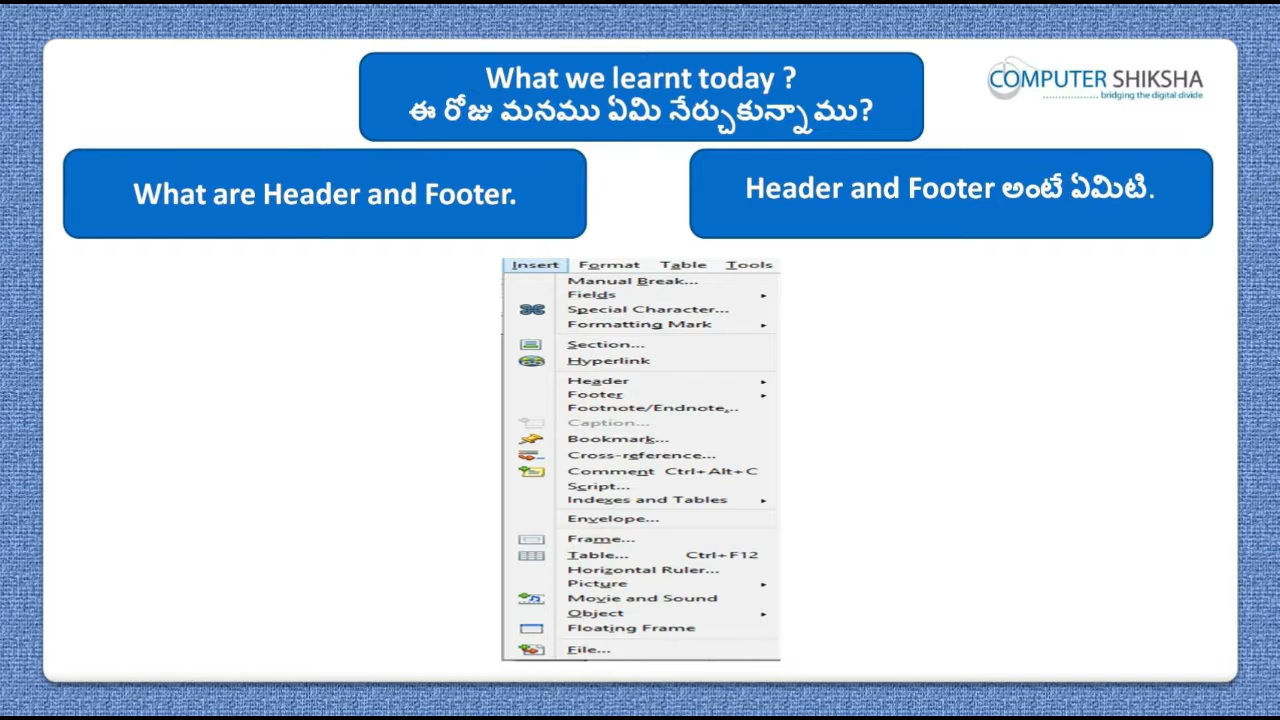 What we learnt today ?
ఈ రోజు మనము ఏమి నేర్చుకున్నాము?
COMPUTER SHIKSHA
bridging the digital divide
What are Header and Footer.
Header and Footer అంటే ఏమిటి.
Insert Format Table Tools
Manual Break...
Fields
Special Character...
Formatting Mark
Section...
Hyperlink
Header
Footer
Footnote/Endnote...
Caption...
Bookmark...
Cross-reference...
Comment Ctrl+Alt+C
Script...
Indexes and Tables
Envelope...
Frame...
Table... Ctrl+F12
Horizontal Ruler...
Picture
Movie and Sound
Object
Floating Frame
File...